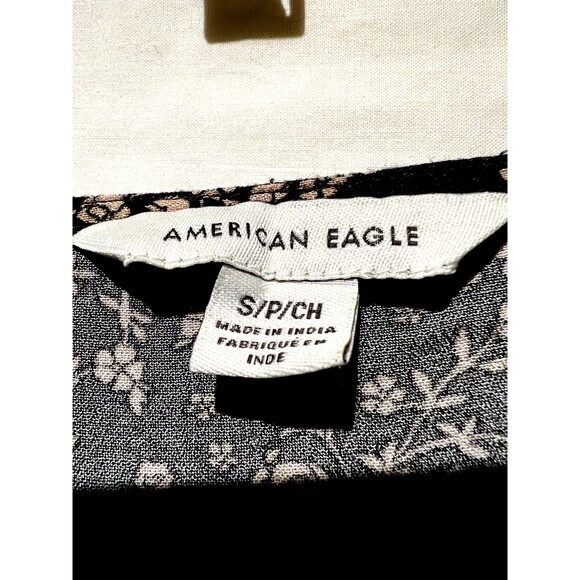 AMERICAN EAGLE
S/P/CH
MADE IN INDIA
FABRIQUÉ EN
INDE